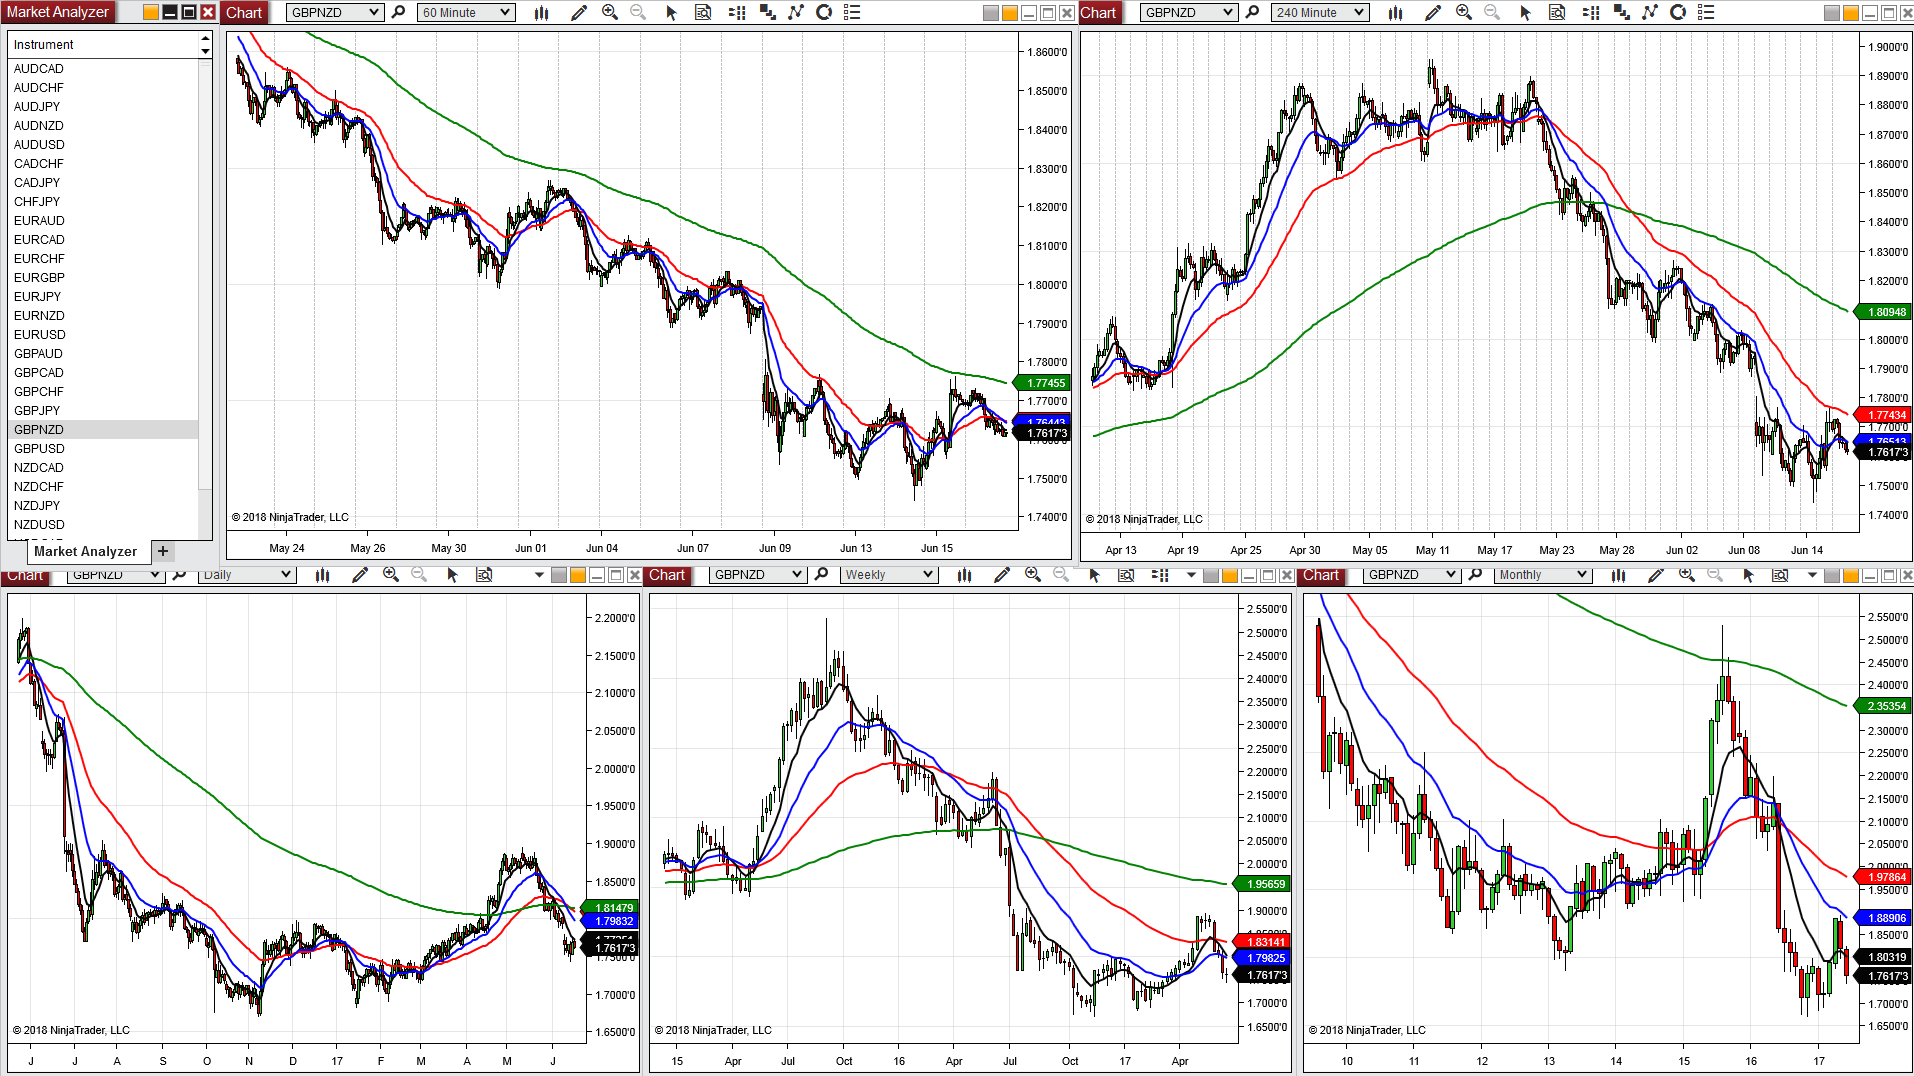 Market Analyzer
Instrument
AUDCAD
AUDCHF
AUDJPY
AUDNZD
AUDUSD
CADCHF
CADJPY
CHFJPY
EURAUD
EURCAD
EURCHF
EURGBP
EURJPY
EURNZD
EURUSD
GBPAUD
GBPCAD
GBPCHF
GBPJPY
GBPNZD
GBPUSD
NZDCAD
NZDCHF
NZDJPY
NZDUSD
Market Analyzer +
Chart GBPNZD 60 Minute
1.8600'0
1.8500'0
1.8400'0
1.8300'0
1.8200'0
1.8100'0
1.8000'0
1.7900'0
1.7800'0
1.77455
1.7700'0
1.76443
1.7617'3
1.7500'0
1.7400'0
© 2018 NinjaTrader, LLC
May 24 May 26 May 30 Jun 01 Jun 04 Jun 07 Jun 09 Jun 13 Jun 15
Chart GBPNZD 240 Minute
1.9000'0
1.8900'0
1.8800'0
1.8700'0
1.8600'0
1.8500'0
1.8400'0
1.8300'0
1.8200'0
1.80948
1.8000'0
1.7900'0
1.7800'0
1.77434
1.7700'0
1.76513
1.7617'3
1.7500'0
1.7400'0
© 2018 NinjaTrader, LLC
Apr 13 Apr 19 Apr 25 Apr 30 May 05 May 11 May 17 May 23 May 28 Jun 02 Jun 08 Jun 14
Chart GBPNZD Daily
2.2000'0
2.1500'0
2.1000'0
2.0500'0
2.0000'0
1.9500'0
1.9000'0
1.8500'0
1.81479
1.79832
1.7617'3
1.7500'0
1.7000'0
1.6500'0
© 2018 NinjaTrader, LLC
J J A S O N D 17 F M A M J
Chart GBPNZD Weekly
2.5500'0
2.5000'0
2.4500'0
2.4000'0
2.3500'0
2.3000'0
2.2500'0
2.2000'0
2.1500'0
2.1000'0
2.0500'0
2.0000'0
1.95659
1.9000'0
1.83141
1.79825
1.7617'3
1.7000'0
1.6500'0
© 2018 NinjaTrader, LLC
15 Apr Jul Oct 16 Apr Jul Oct 17 Apr
Chart GBPNZD Monthly
2.5500'0
2.5000'0
2.4500'0
2.4000'0
2.35354
2.3000'0
2.2500'0
2.2000'0
2.1500'0
2.1000'0
2.0500'0
2.0000'0
1.97864
1.9500'0
1.88906
1.8500'0
1.80319
1.7617'3
1.7000'0
1.6500'0
© 2018 NinjaTrader, LLC
10 11 12 13 14 15 16 17